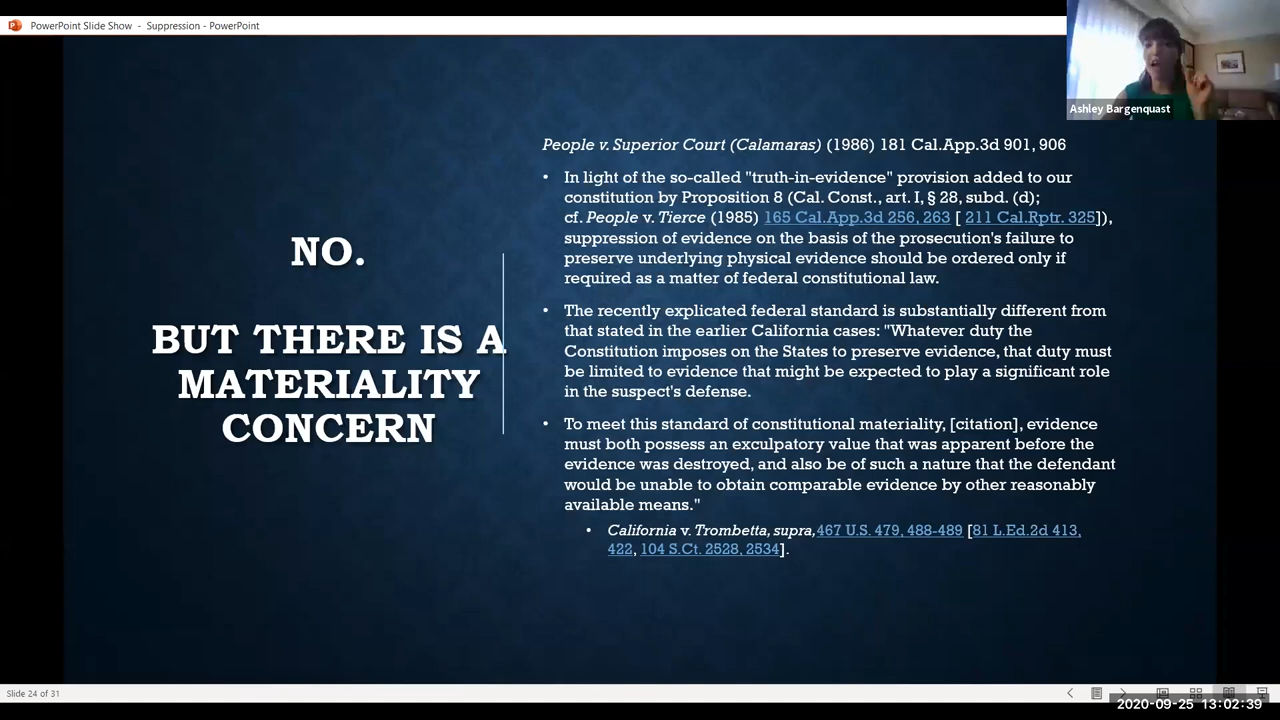 PowerPoint Slide Show - Suppression - PowerPoint
Ashley Bargenquast
NO.
BUT THERE IS A
MATERIALITY
CONCERN
People v. Superior Court (Calamaras) (1986) 181 Cal.App.3d 901, 906
• In light of the so-called "truth-in-evidence" provision added to our
constitution by Proposition 8 (Cal. Const., art. I, § 28, subd. (d);
cf. People v. Tierce (1985) 165 Cal.App.3d 256, 263 [ 211 Cal.Rptr. 325]),
suppression of evidence on the basis of the prosecution's failure to
preserve underlying physical evidence should be ordered only if
required as a matter of federal constitutional law.
• The recently explicated federal standard is substantially different from
that stated in the earlier California cases: "Whatever duty the
Constitution imposes on the States to preserve evidence, that duty must
be limited to evidence that might be expected to play a significant role
in the suspect's defense.
• To meet this standard of constitutional materiality, [citation], evidence
must both possess an exculpatory value that was apparent before the
evidence was destroyed, and also be of such a nature that the defendant
would be unable to obtain comparable evidence by other reasonably
available means."
• California v. Trombetta, supra,467 U.S. 479, 488-489 [81 L.Ed.2d 413,
422, 104 S.Ct. 2528, 2534].
Slide 24 of 31
2020-09-25 13:02:39